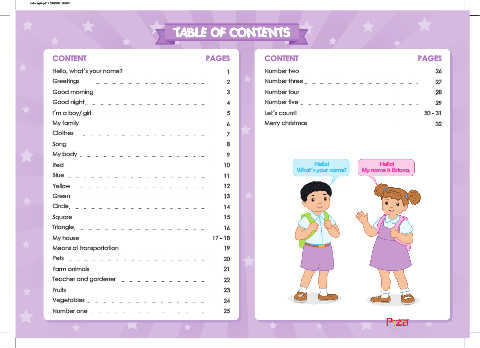 TABLE OF CONTENTS
CONTENT PAGES
Hello, what's your name? 1
Greetings 2
Good morning 3
Good night 4
I'm a boy/ girl 5
My family 6
Clothes 7
Song 8
My body 9
Red 10
Blue 11
Yellow 12
Green 13
Circle 14
Square 15
Triangle 16
My house 17 - 18
Means of transportation 19
Pets 20
Farm animals 21
Teacher and gardener 22
Fruits 23
Vegetables 24
Number one 25
CONTENT PAGES
Number two 26
Number three 27
Number four 28
Number five 29
Let's count! 30 - 31
Merry christmas 32
Hello!
What's your name?
Hello!
My name is